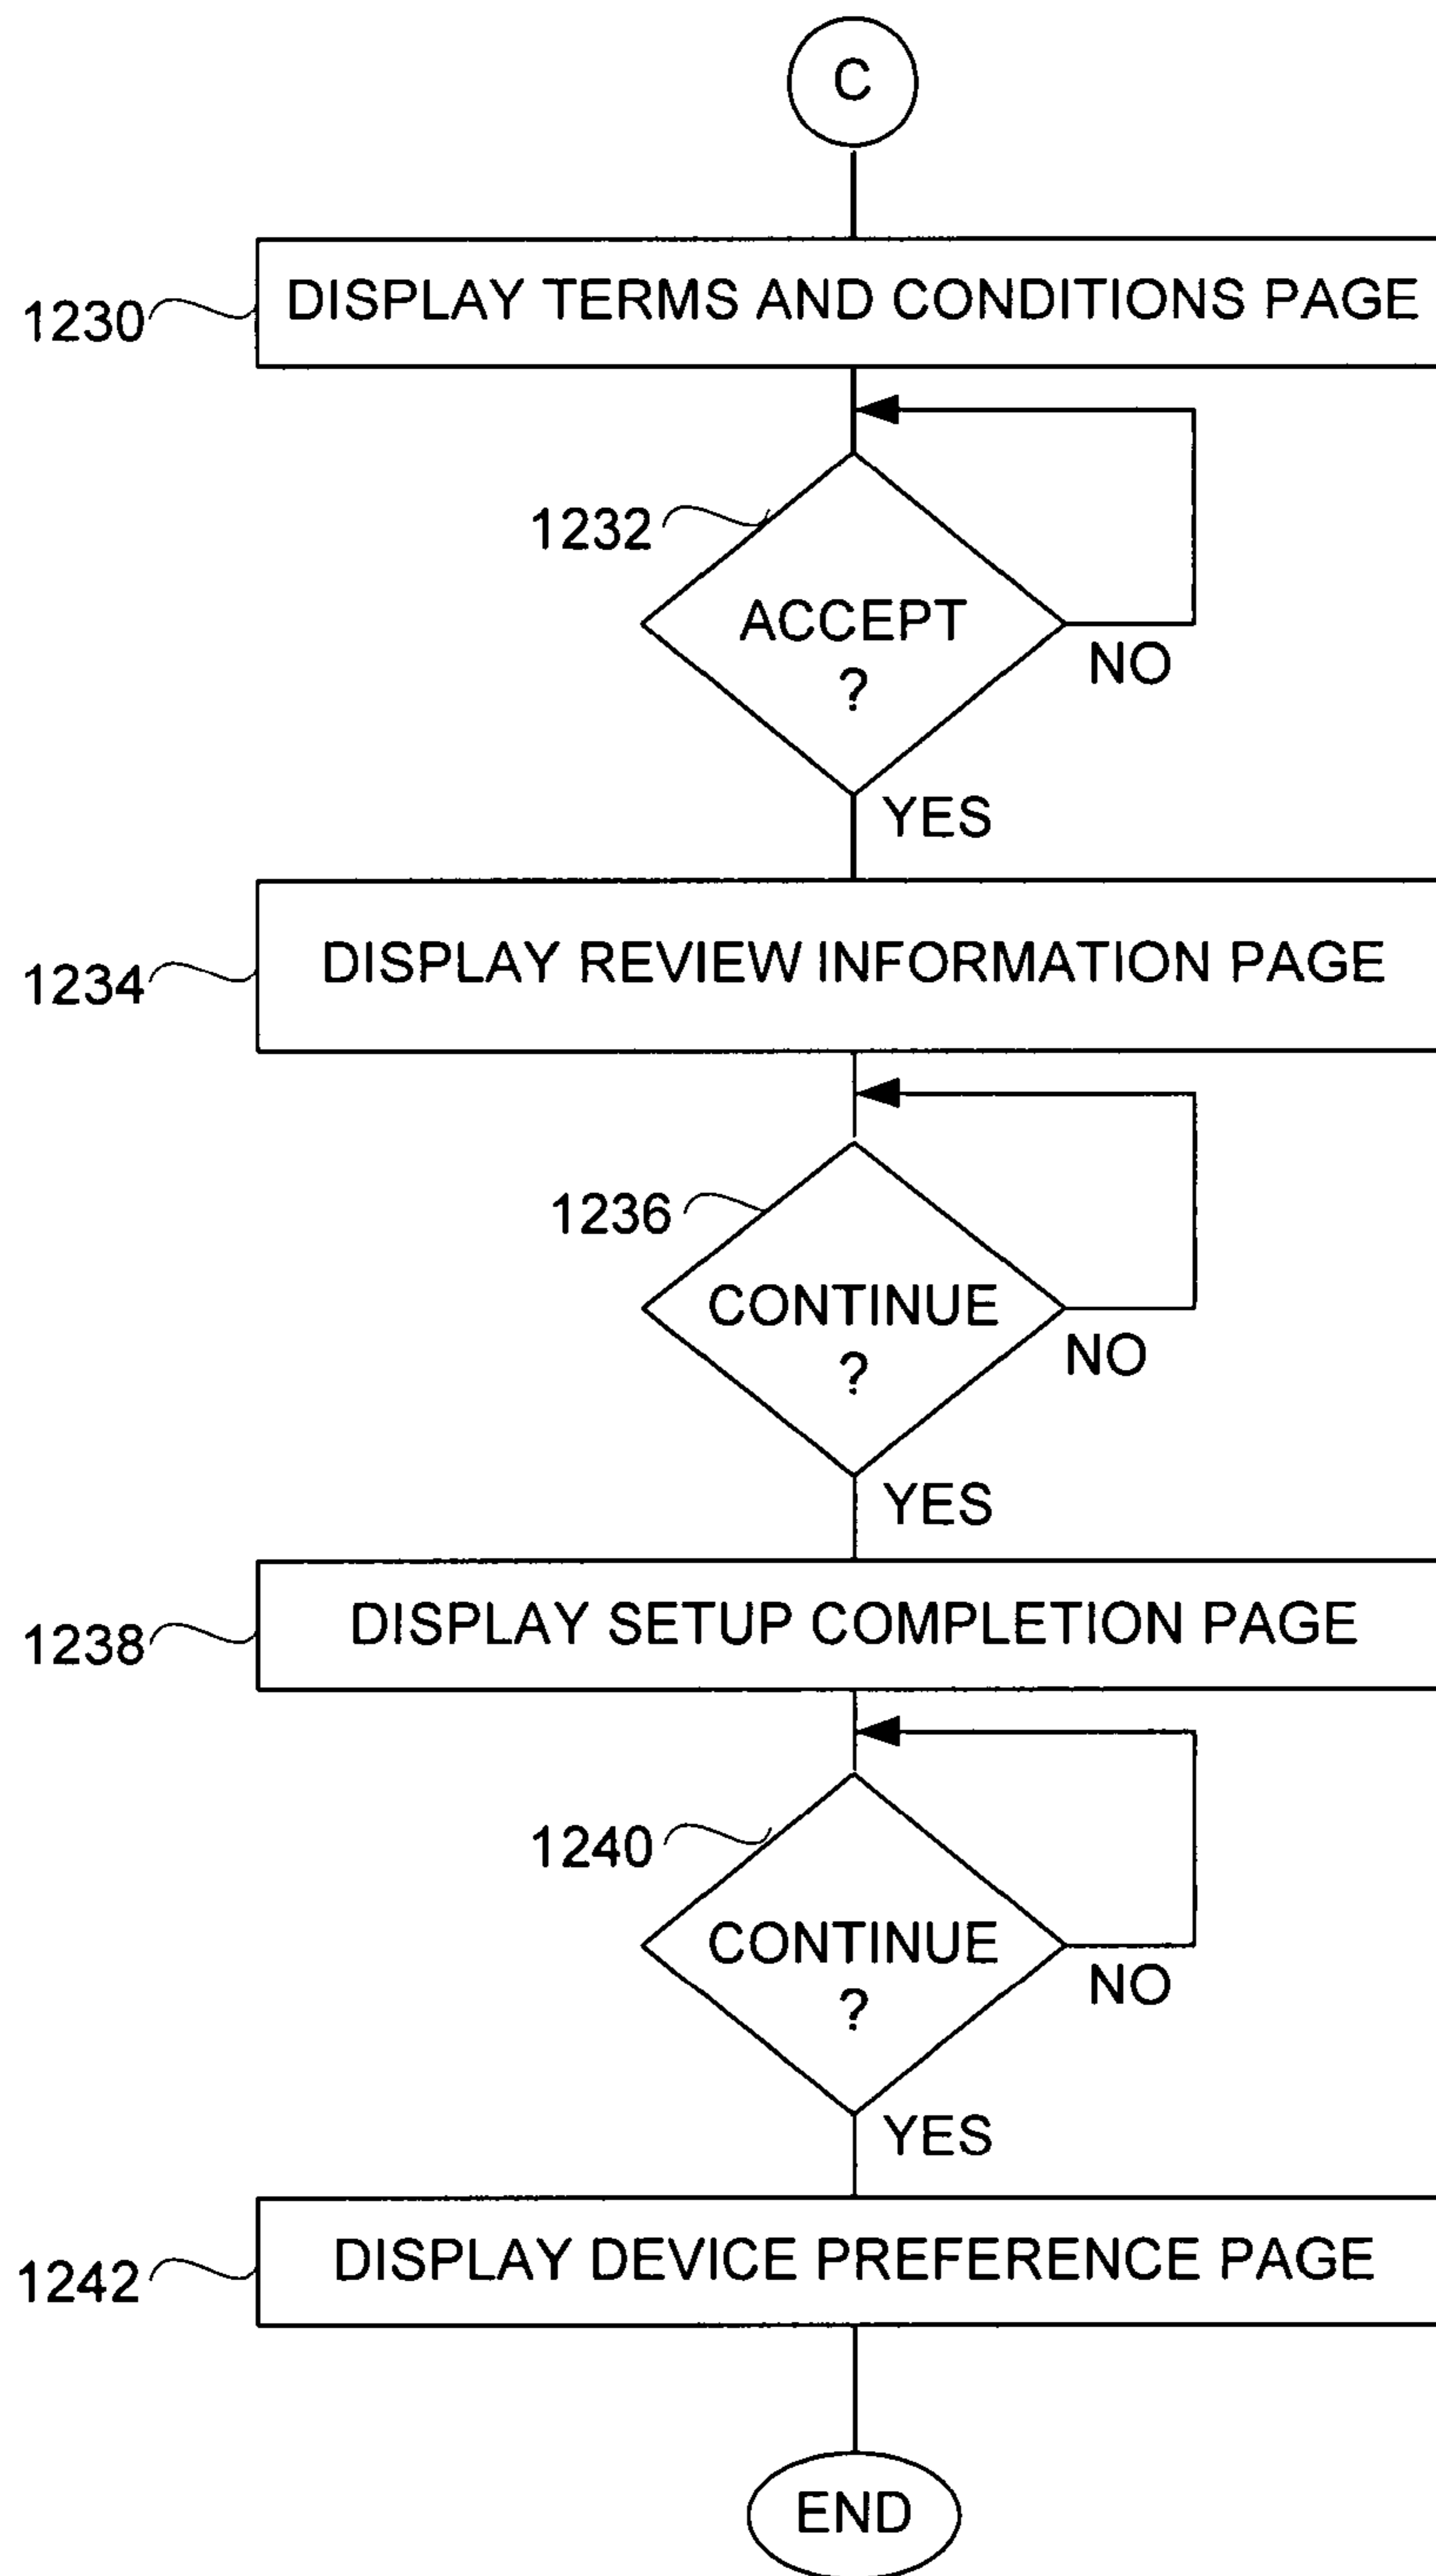 C
1230
DISPLAY TERMS AND CONDITIONS PAGE
1232
ACCEPT
?
NO
YES
1234
DISPLAY REVIEW INFORMATION PAGE
1236
CONTINUE
?
NO
YES
1238
DISPLAY SETUP COMPLETION PAGE
1240
CONTINUE
?
NO
YES
1242
DISPLAY DEVICE PREFERENCE PAGE
END